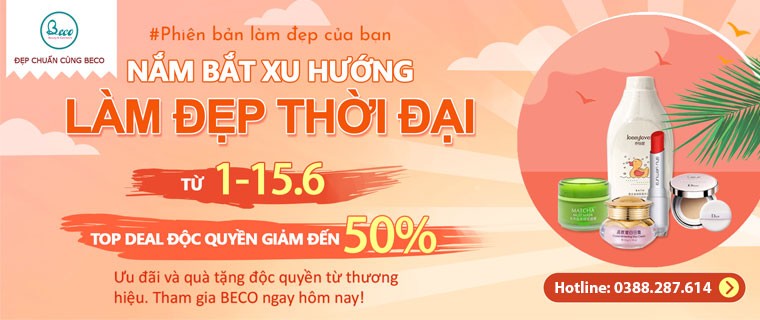 Beco
ĐẸP CHUẨN CÙNG BECO
#Phiên bản làm đẹp của bạn
NẮM BẮT XU HƯỚNG
LÀM ĐẸP THỜI ĐẠI
TỪ 1-15.6
TOP DEAL ĐỘC QUYỀN GIẢM ĐẾN 50%
Ưu đãi và quà tặng độc quyền từ thương
hiệu. Tham gia BECO ngay hôm nay!
MATCHA
Hotline: 0388.287.614